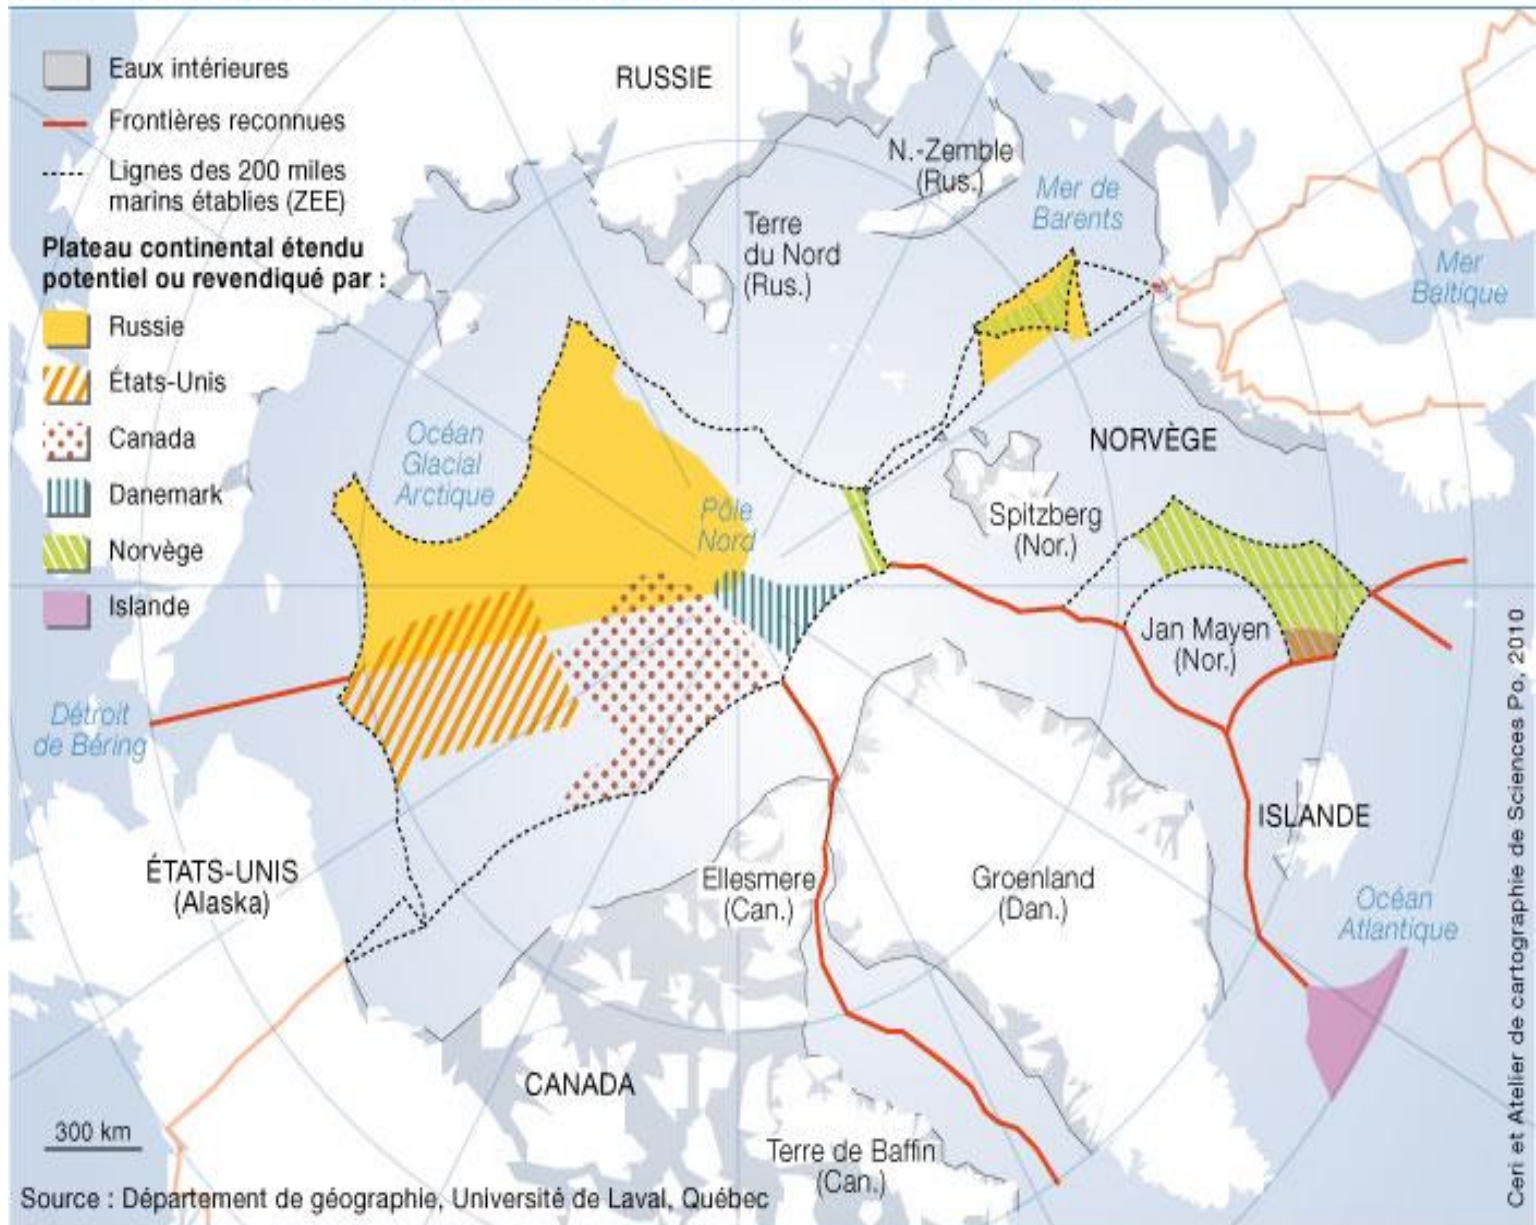 Eaux intérieures
Frontières reconnues
Lignes des 200 miles
marins établies (ZEE)
Plateau continental étendu
potentiel ou revendiqué par :
Russie
États-Unis
Canada
Danemark
Norvège
Islande
RUSSIE
N.-Zemble
(Rus.)
Mer de
Barents
Terre
du Nord
(Rus.)
Mer
Baltique
Océan
Glacial
Arctique
NORVÈGE
Pôle
Nord
Spitzberg
(Nor.)
Jan Mayen
(Nor.)
Détroit
de Béring
ISLANDE
ÉTATS-UNIS
(Alaska)
Ellesmere
(Can.)
Groenland
(Dan.)
Océan
Atlantique
CANADA
300 km
Terre de Baffin
(Can.)
Source : Département de géographie, Université de Laval, Québec
Ceri et Atelier de cartographie de Sciences Po, 2010